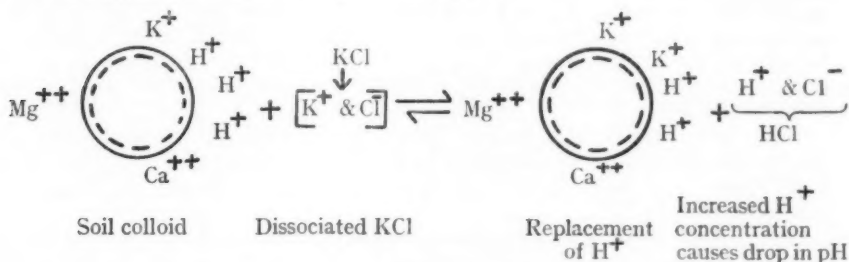 K⁺
H⁺
H⁺
H⁺
Mg⁺⁺
Ca⁺⁺
+
KCl
[K⁺ & Cl⁻]
⇌
K⁺
K⁺
H⁺
H⁺
Mg⁺⁺
Ca⁺⁺
+
H⁺ & Cl⁻
HCl
Soil colloid
Dissociated KCl
Replacement
of H⁺
Increased H⁺
concentration
causes drop in pH